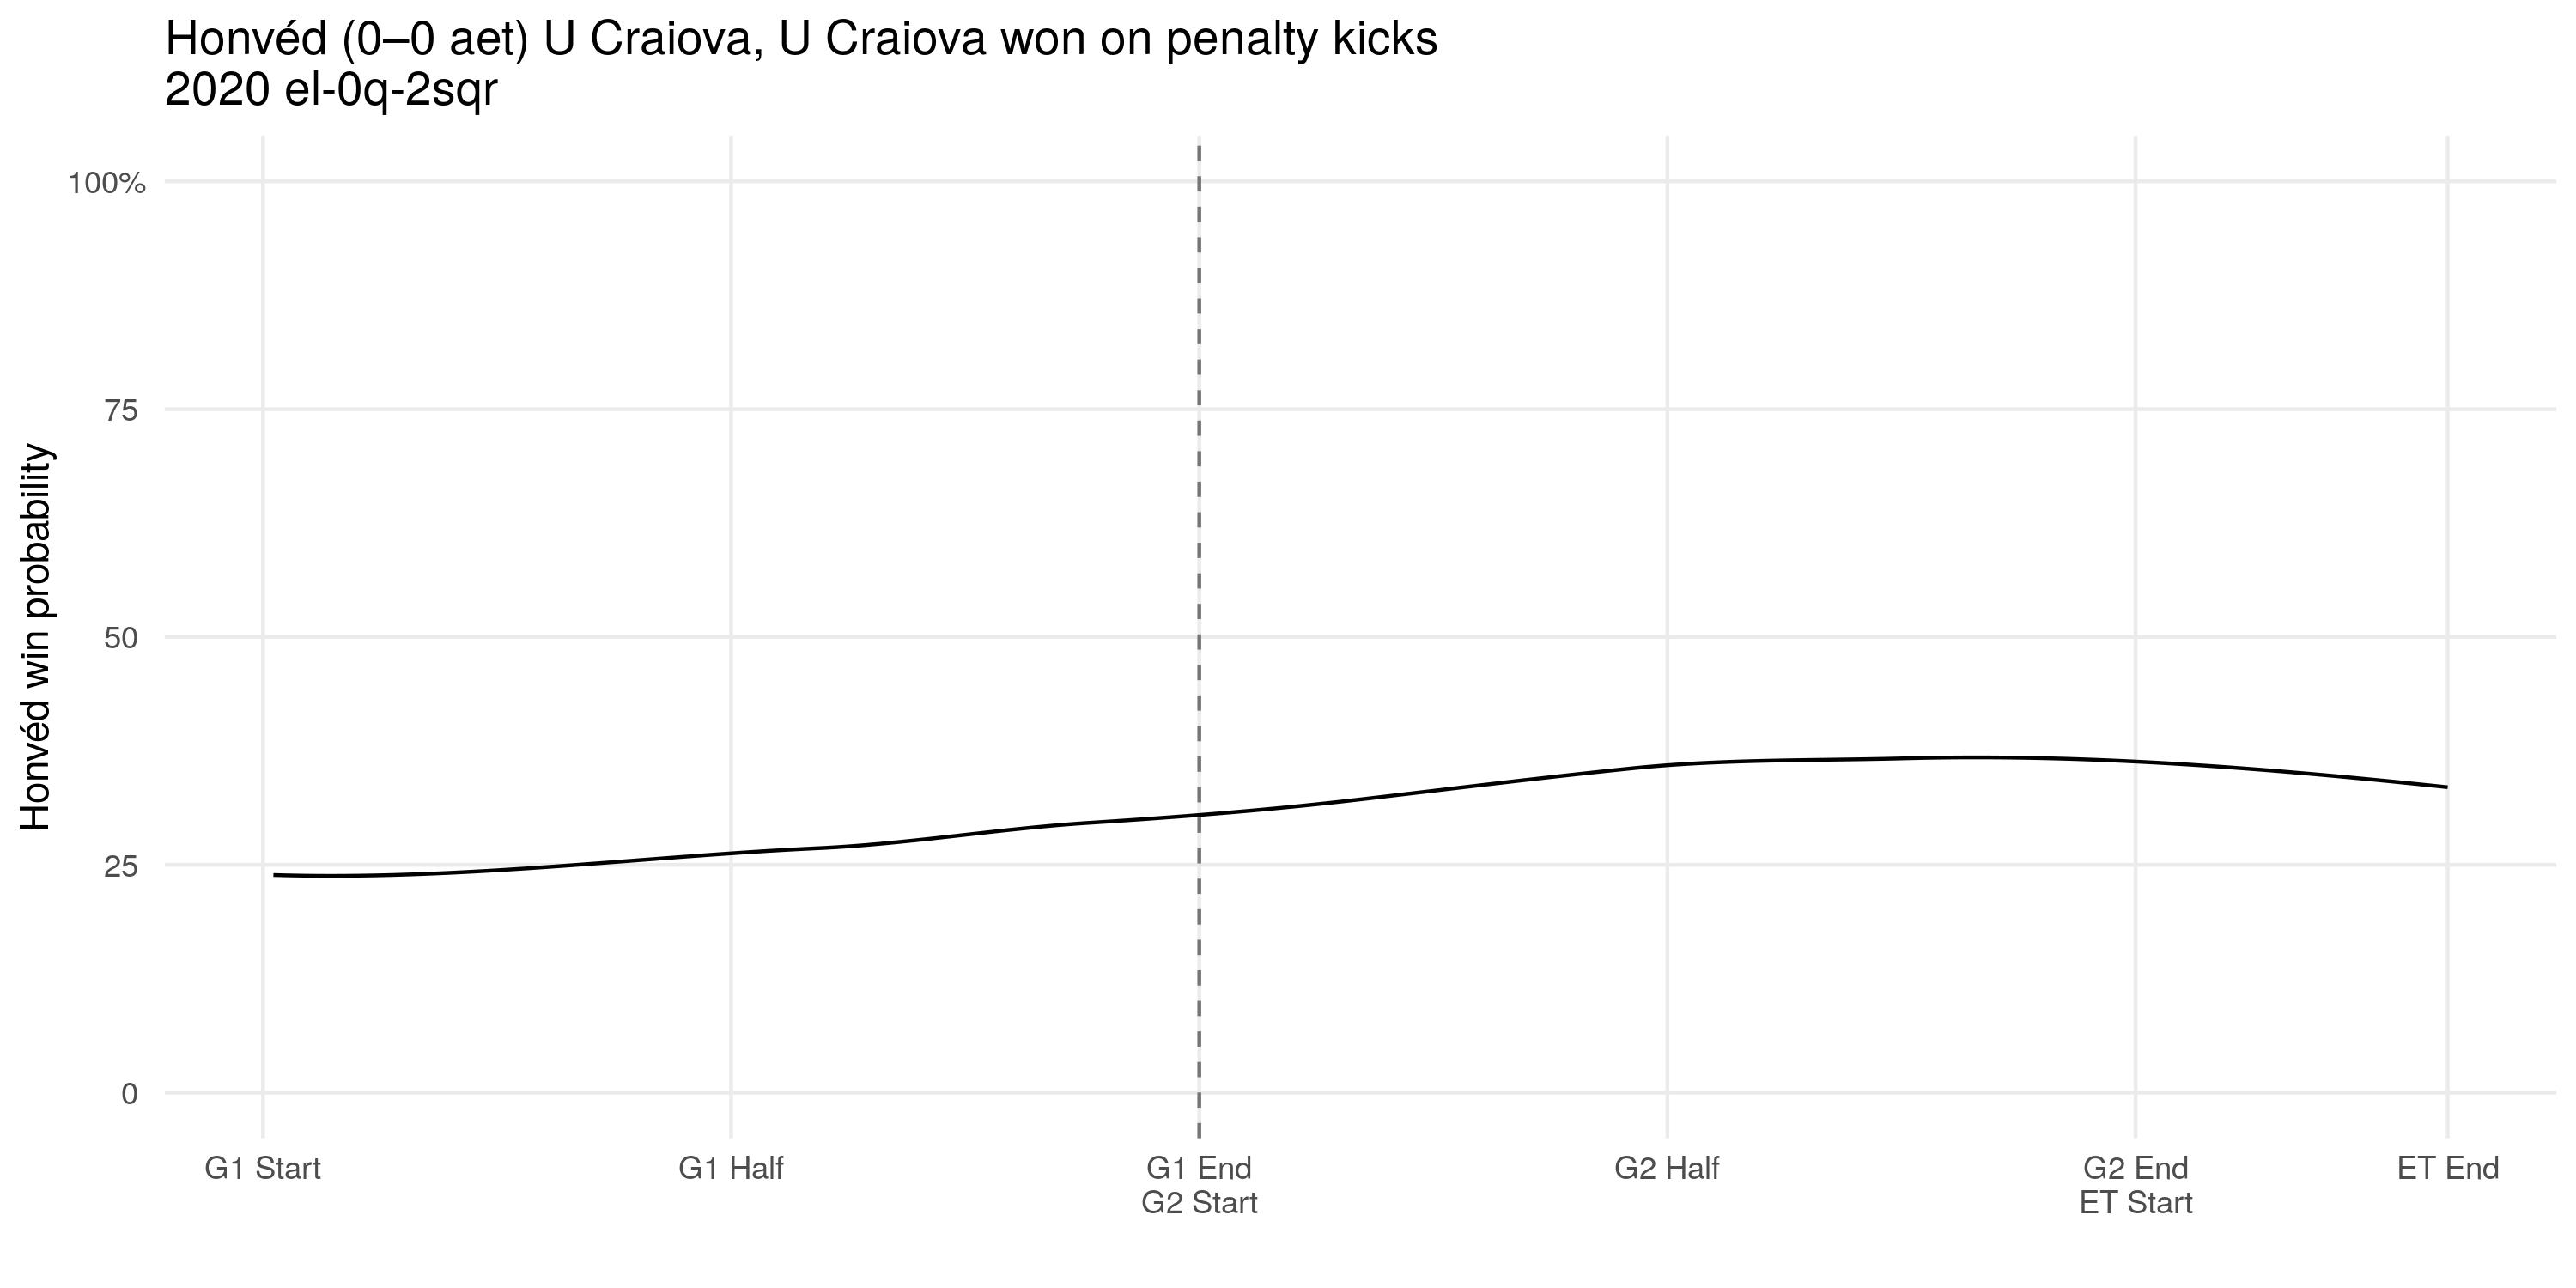 Honvéd (0–0 aet) U Craiova, U Craiova won on penalty kicks
2020 el-0q-2sqr
Honvéd win probability
100%
75
50
25
0
G1 Start
G1 Half
G1 End
G2 Start
G2 Half
G2 End
ET Start
ET End